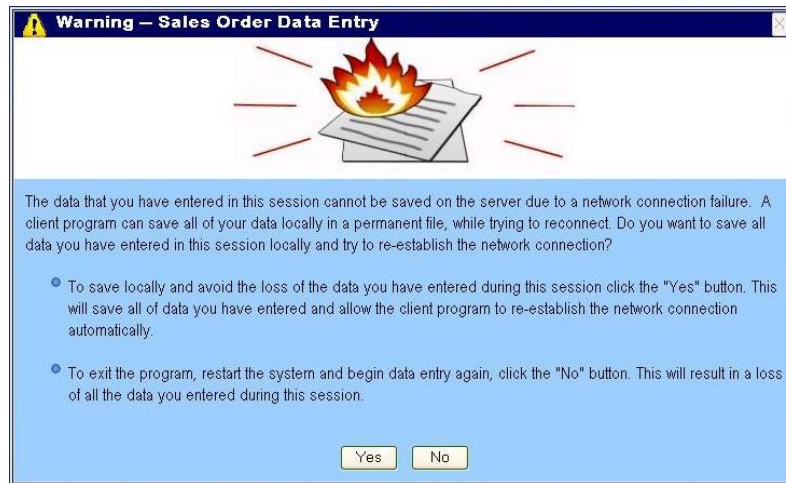 Warning – Sales Order Data Entry
The data that you have entered in this session cannot be saved on the server due to a network connection failure. A
client program can save all of your data locally in a permanent file, while trying to reconnect. Do you want to save all
data you have entered in this session locally and try to re-establish the network connection?
To save locally and avoid the loss of the data you have entered during this session click the "Yes" button. This
will save all of data you have entered and allow the client program to re-establish the network connection
automatically.
To exit the program, restart the system and begin data entry again, click the "No" button. This will result in a loss
of all the data you entered during this session.
Yes No